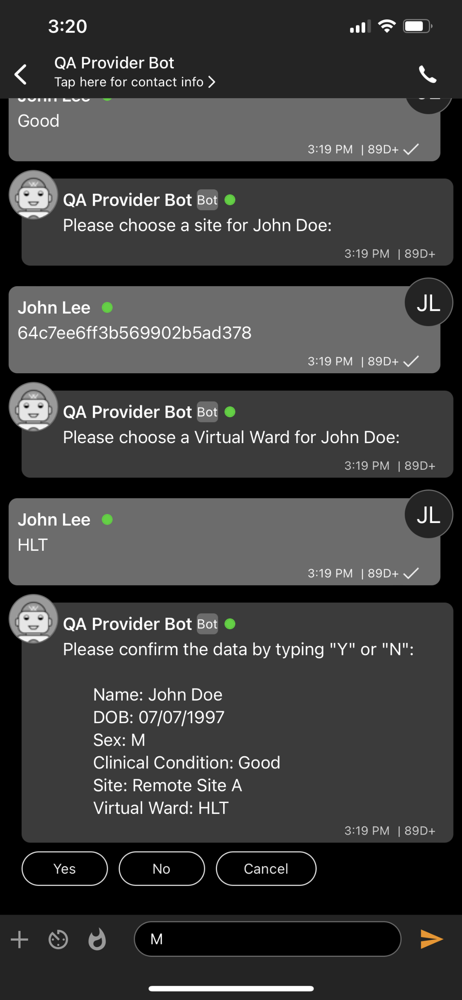 3:20
QA Provider Bot
Tap here for contact info
John Lee
Good
3:19 PM | 89D+
QA Provider Bot Bot
Please choose a site for John Doe:
3:19 PM | 89D+
JL
John Lee
64c7ee6ff3b569902b5ad378
3:19 PM | 89D+
QA Provider Bot Bot
Please choose a Virtual Ward for John Doe:
3:19 PM | 89D+
JL
John Lee
HLT
3:19 PM | 89D+
QA Provider Bot Bot
Please confirm the data by typing "Y" or "N":
Name: John Doe
DOB: 07/07/1997
Sex: M
Clinical Condition: Good
Site: Remote Site A
Virtual Ward: HLT
3:19 PM | 89D+
Yes No Cancel
M